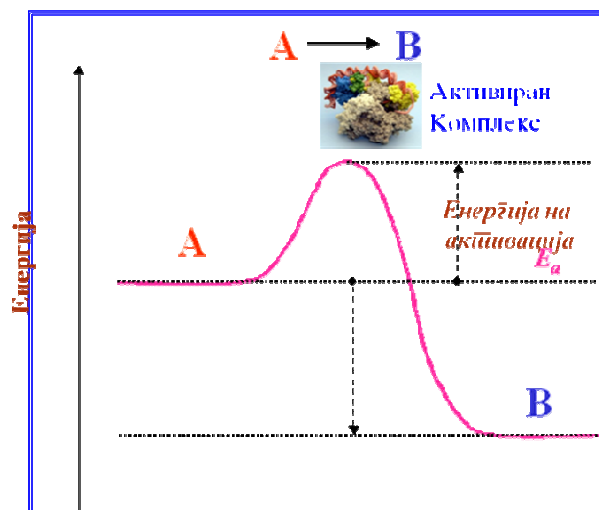 A → B
Активиран
Комплекс
Енергија
Енергија на
активација
Eₐ
A
B